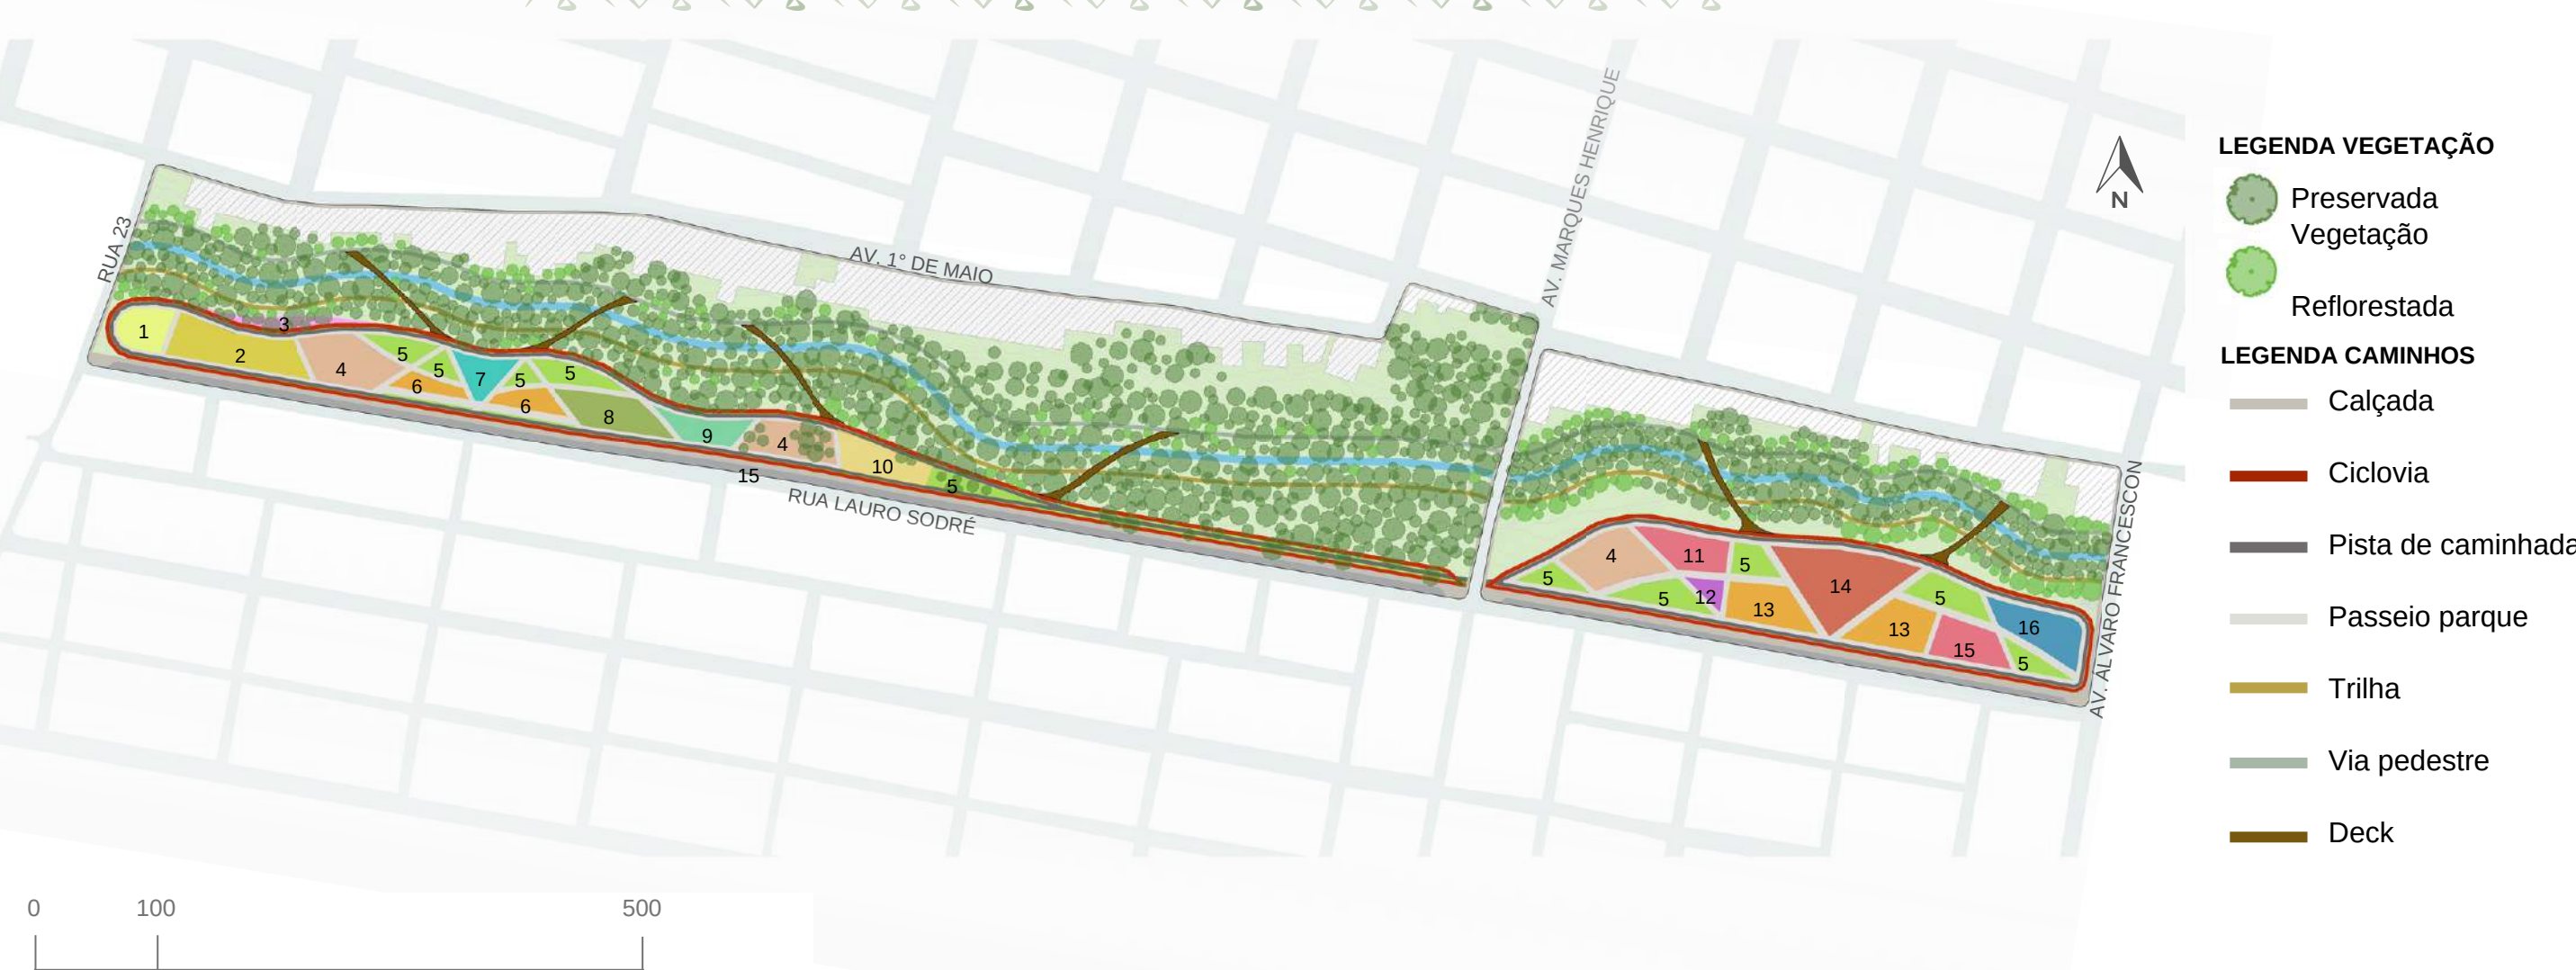 AV. MARQUES HENRIQUE
LEGENDA VEGETAÇÃO
Preservada
Vegetação
Reflorestada
N
RUA 23
AV. 1° DE MAIO
1
2
3
4
5
5
6
7
5
5
6
8
9
4
10
5
15
RUA LAURO SODRÉ
4
11
5
14
5
5
12
13
5
13
15
16
5
AV. ÁLVARO FRANCESCON
LEGENDA CAMINHOS
Calçada
Ciclovia
Pista de caminhada
Passeio parque
Trilha
Via pedestre
Deck
0 100 500